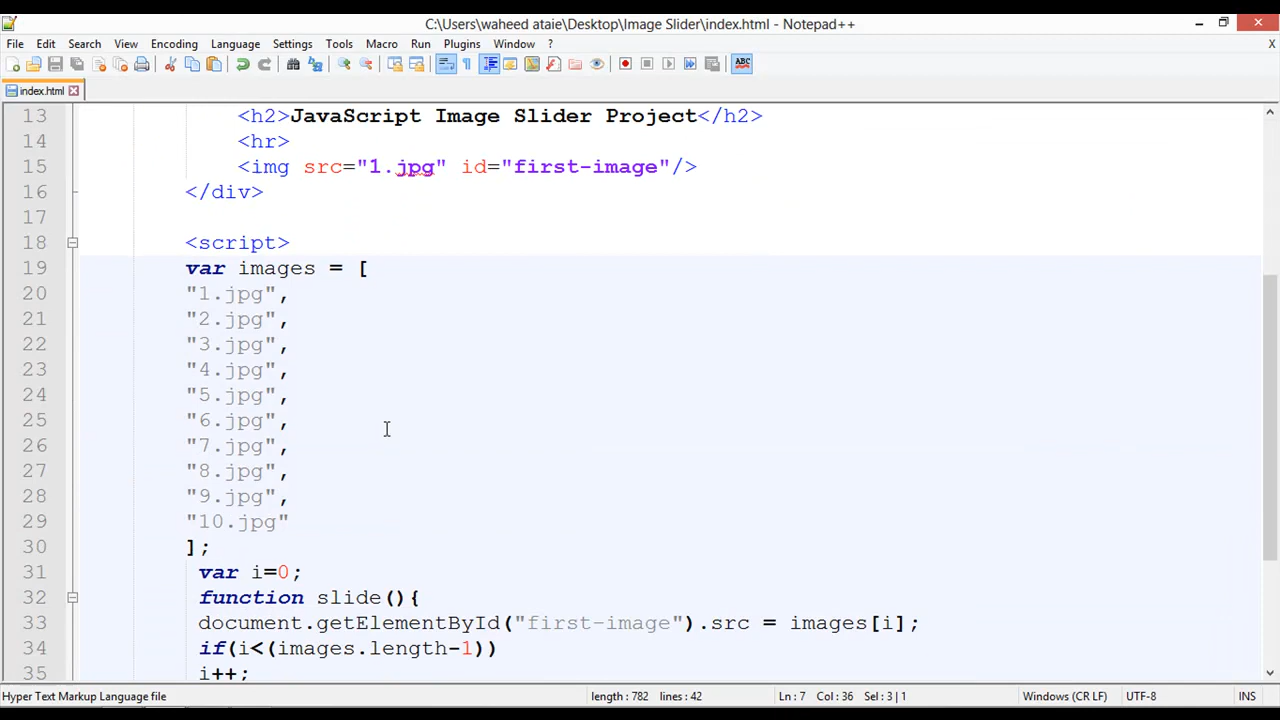 C:\Users\waheed ataie\Desktop\Image Slider\index.html - Notepad++
File Edit Search View Encoding Language Settings Tools Macro Run Plugins Window ? X
ABC
index.html
13 <h2>JavaScript Image Slider Project</h2>
14 <hr>
15 <img src="1.jpg" id="first-image"/>
16 </div>
17
18 <script>
19 var images = [
20 "1.jpg",
21 "2.jpg",
22 "3.jpg",
23 "4.jpg",
24 "5.jpg",
25 "6.jpg",
26 "7.jpg",
27 "8.jpg",
28 "9.jpg",
29 "10.jpg"
30 ];
31 var i=0;
32 function slide(){
33 document.getElementById("first-image").src = images[i];
34 if(i<(images.length-1))
35 i++;
Hyper Text Markup Language file length : 782 lines : 42 Ln : 7 Col : 36 Sel : 3 | 1 Windows (CR LF) UTF-8 INS